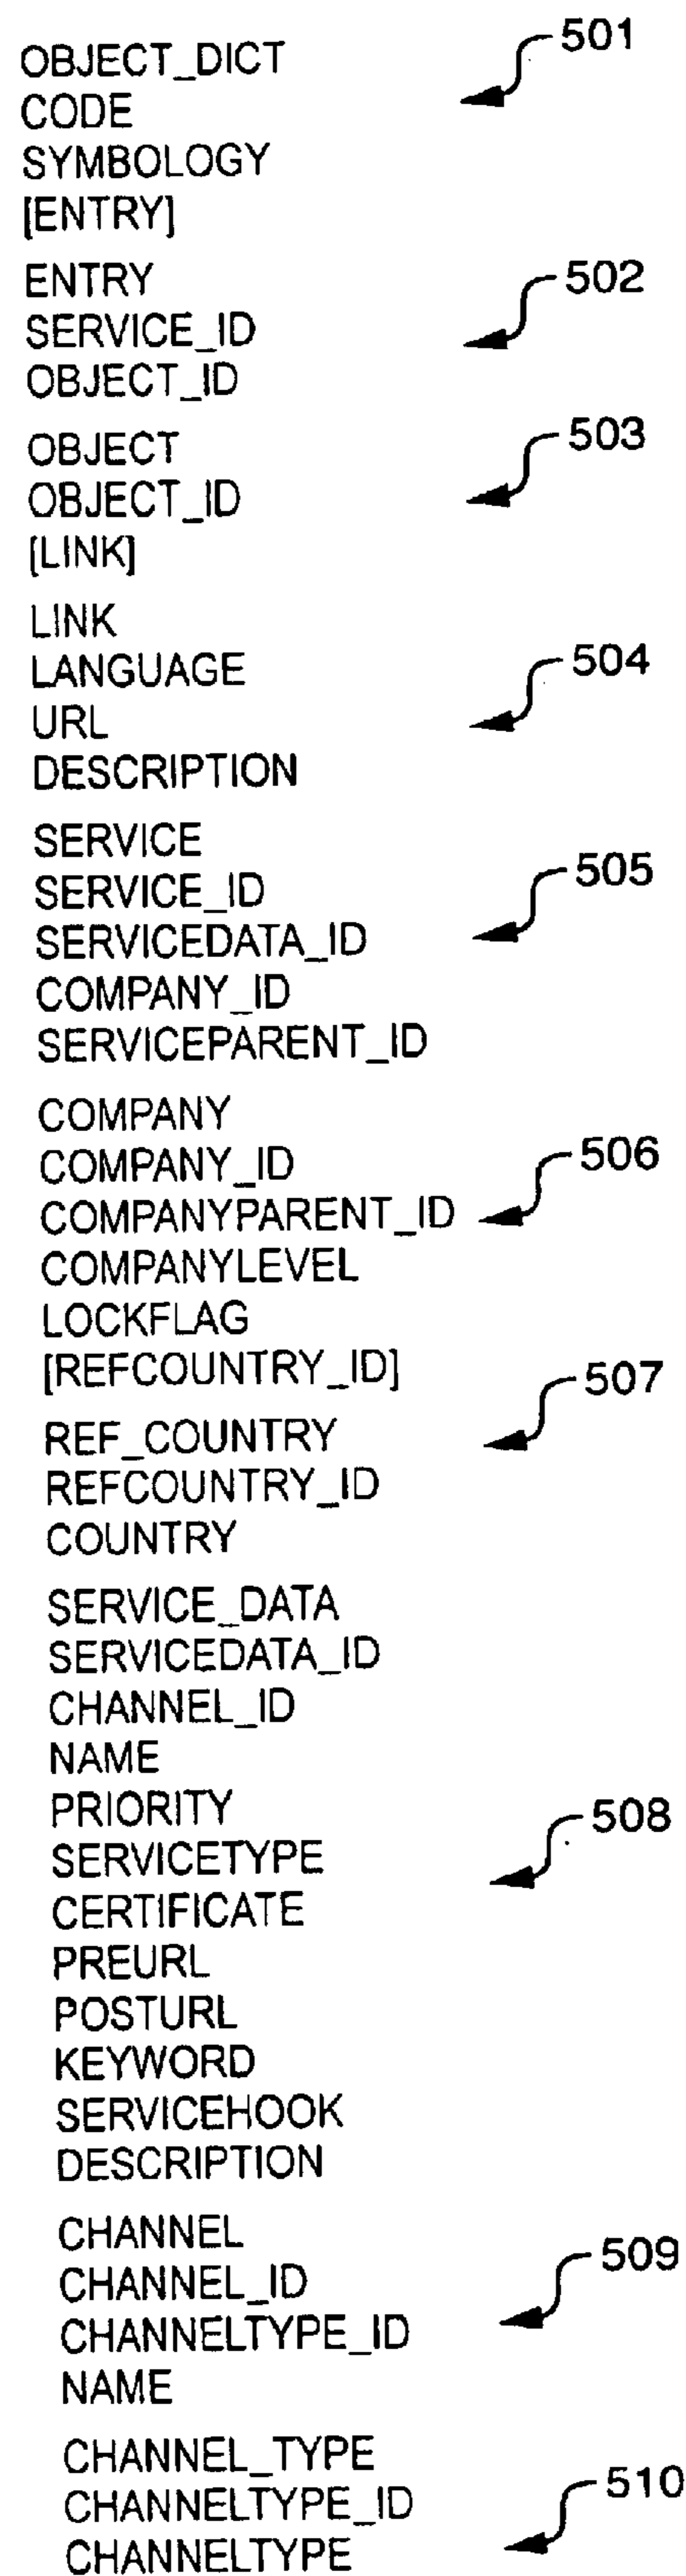 OBJECT_DICT 501
CODE
SYMBOLOGY
[ENTRY]
ENTRY 502
SERVICE_ID
OBJECT_ID
OBJECT 503
OBJECT_ID
[LINK]
LINK
LANGUAGE 504
URL
DESCRIPTION
SERVICE
SERVICE_ID 505
SERVICEDATA_ID
COMPANY_ID
SERVICEPARENT_ID
COMPANY
COMPANY_ID 506
COMPANYPARENT_ID
COMPANYLEVEL
LOCKFLAG
[REFCOUNTRY_ID] 507
REF_COUNTRY
REFCOUNTRY_ID
COUNTRY
SERVICE_DATA
SERVICEDATA_ID
CHANNEL_ID
NAME
PRIORITY 508
SERVICETYPE
CERTIFICATE
PREURL
POSTURL
KEYWORD
SERVICEHOOK
DESCRIPTION
CHANNEL 509
CHANNEL_ID
CHANNELTYPE_ID
NAME
CHANNEL_TYPE
CHANNELTYPE_ID 510
CHANNELTYPE